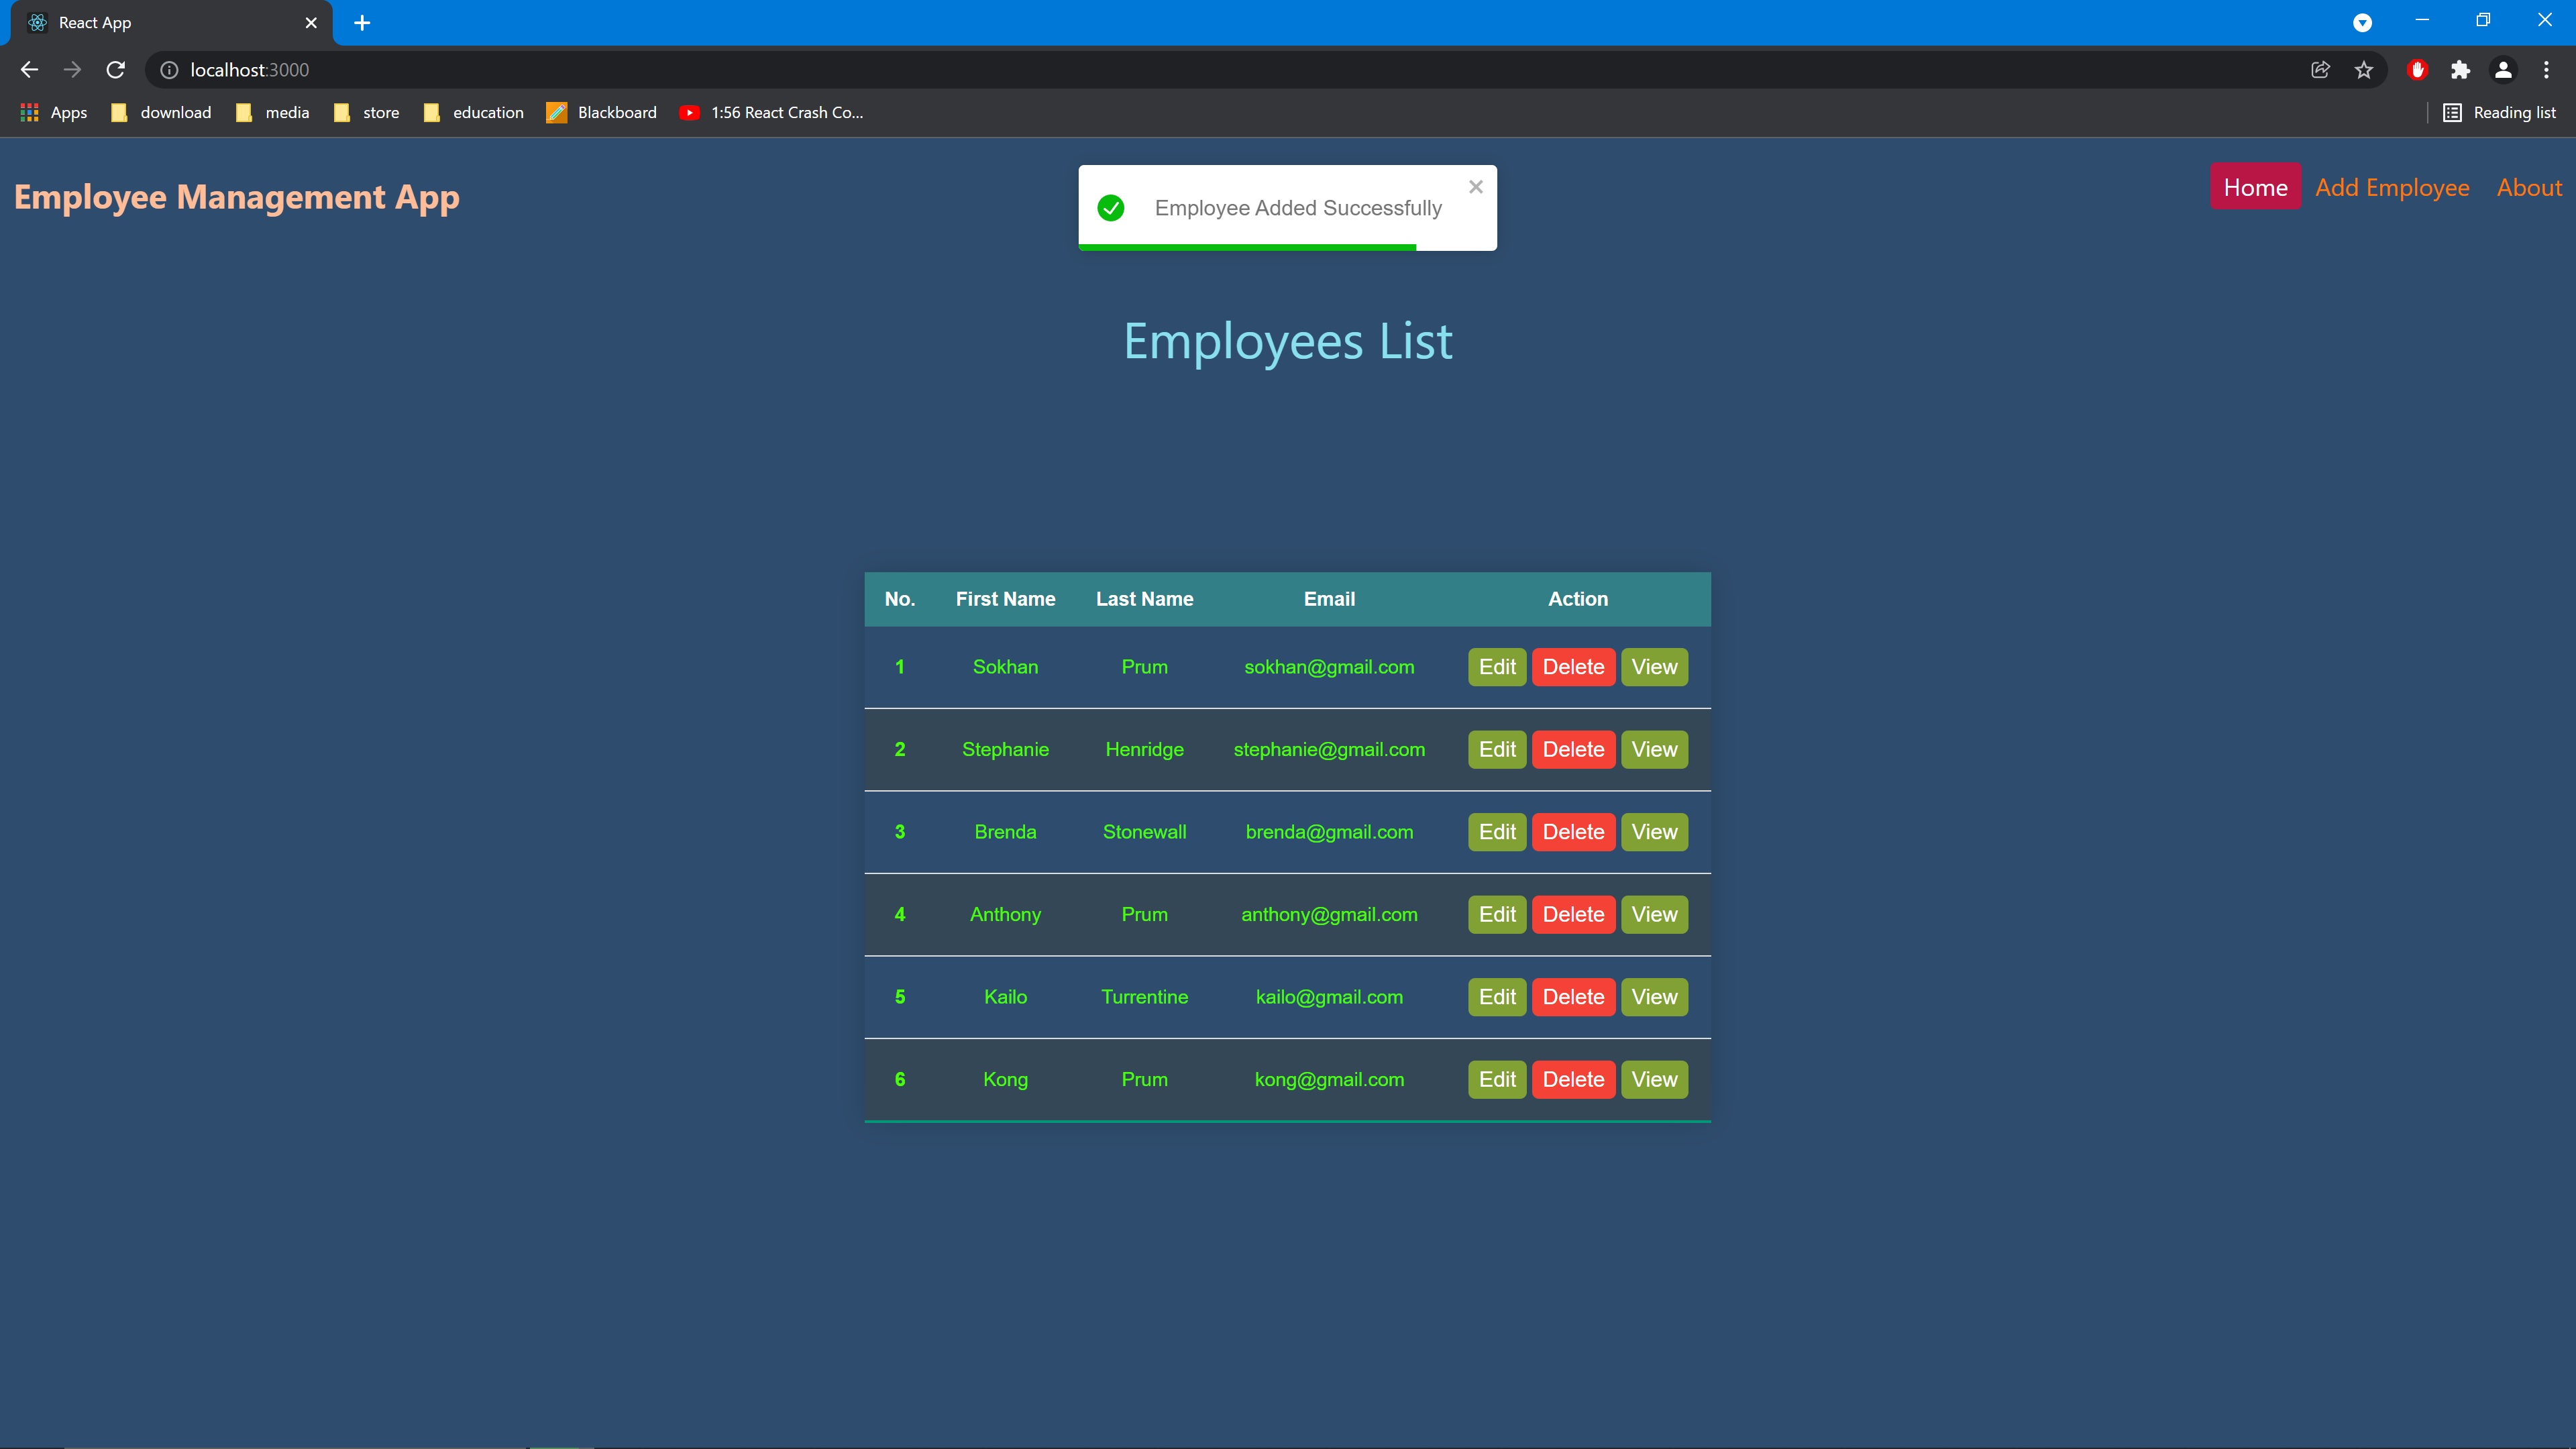 React App
localhost:3000
Apps download media store education Blackboard 1:56 React Crash Co... Reading list
Employee Management App
Employee Added Successfully
Home Add Employee About
Employees List
No. First Name Last Name Email Action
1 Sokhan Prum sokhan@gmail.com Edit Delete View
2 Stephanie Henridge stephanie@gmail.com Edit Delete View
3 Brenda Stonewall brenda@gmail.com Edit Delete View
4 Anthony Prum anthony@gmail.com Edit Delete View
5 Kailo Turrentine kailo@gmail.com Edit Delete View
6 Kong Prum kong@gmail.com Edit Delete View